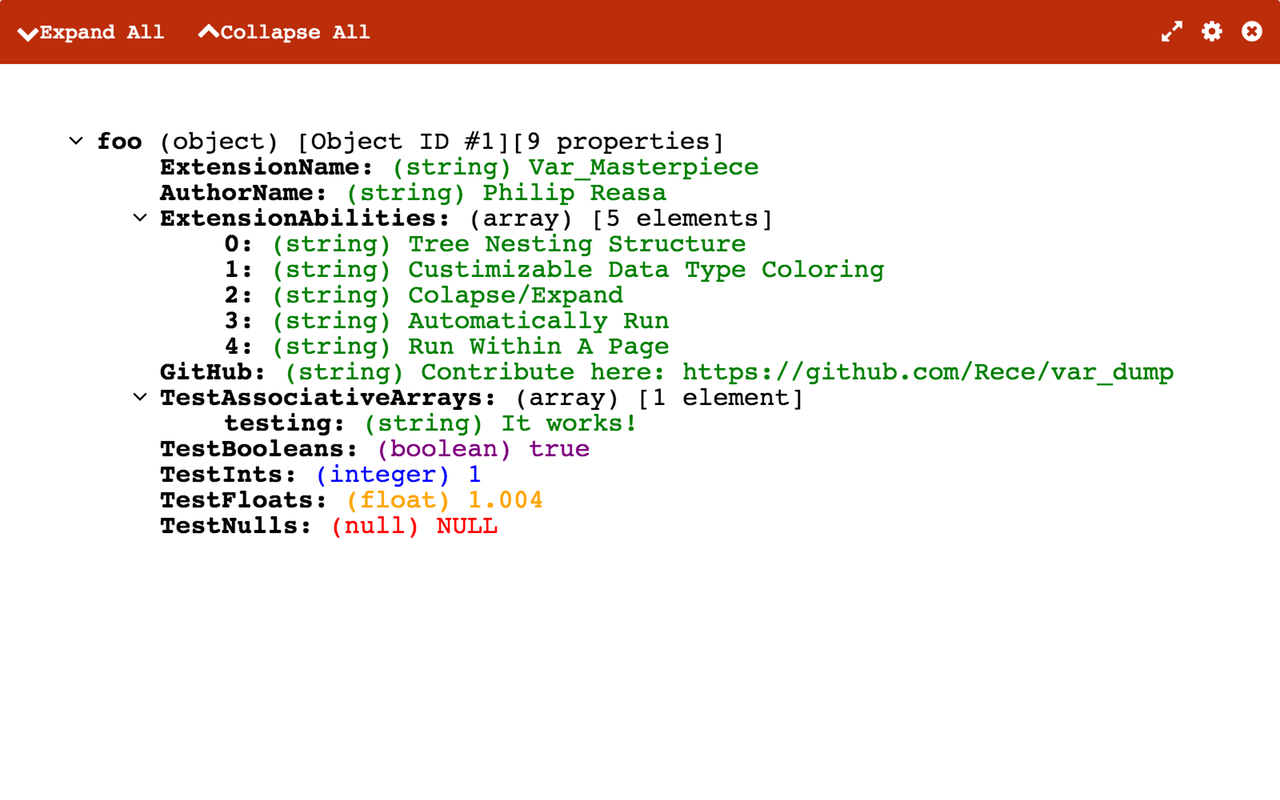 Expand All
Collapse All
foo (object) [Object ID #1][9 properties]
ExtensionName: (string) Var_Masterpiece
AuthorName: (string) Philip Reasa
ExtensionAbilities: (array) [5 elements]
0: (string) Tree Nesting Structure
1: (string) Custimizable Data Type Coloring
2: (string) Colapse/Expand
3: (string) Automatically Run
4: (string) Run Within A Page
GitHub: (string) Contribute here: https://github.com/Rece/var_dump
TestAssociativeArrays: (array) [1 element]
testing: (string) It works!
TestBooleans: (boolean) true
TestInts: (integer) 1
TestFloats: (float) 1.004
TestNulls: (null) NULL